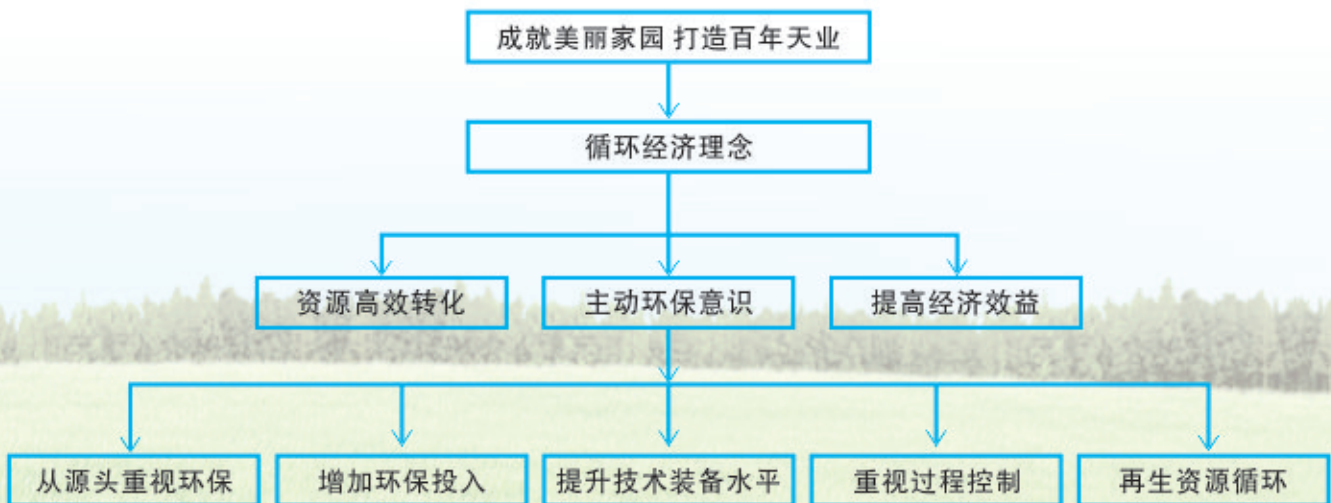 成就美丽家园 打造百年天业
循环经济理念
资源高效转化
主动环保意识
提高经济效益
从源头重视环保
增加环保投入
提升技术装备水平
重视过程控制
再生资源循环